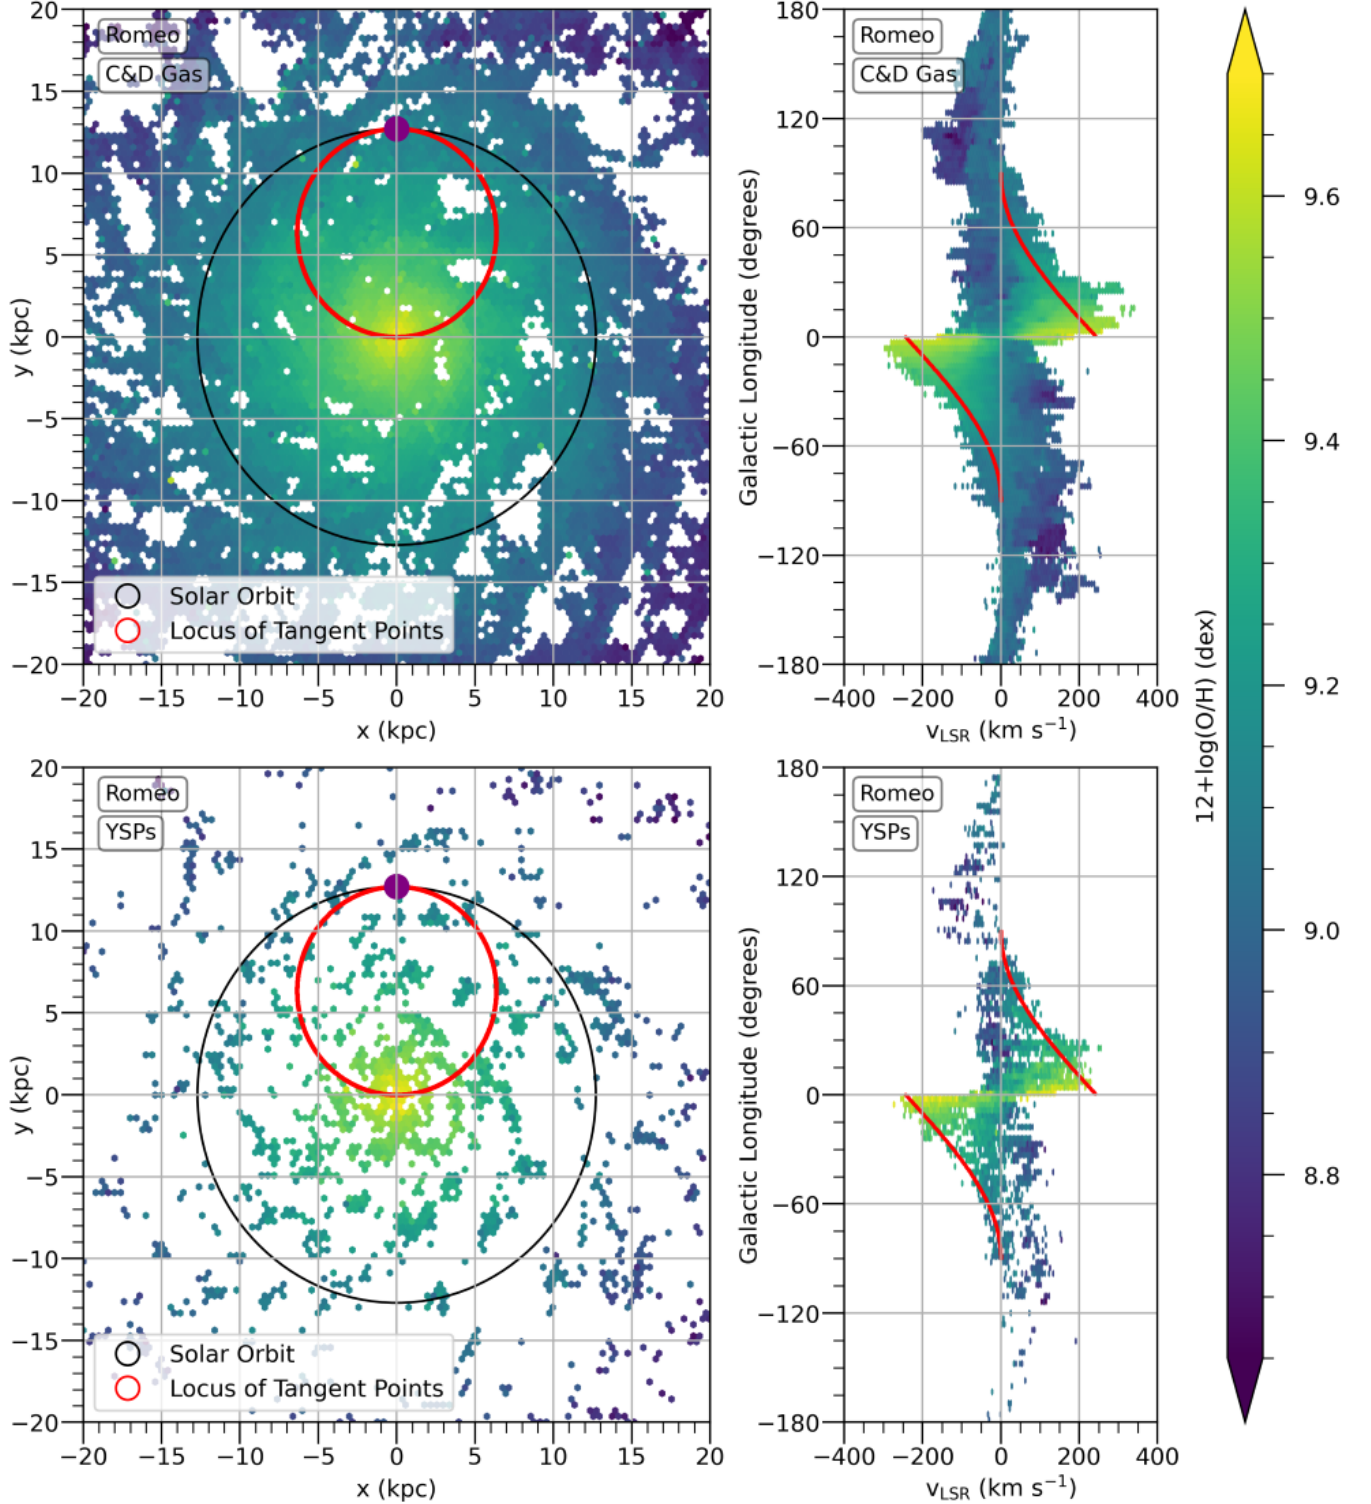 20
15
10
5
0
−5
−10
−15
−20
y (kpc)
Romeo
C&D Gas
Solar Orbit
Locus of Tangent Points
−20 −15 −10 −5 0 5 10 15 20
x (kpc)
180
120
60
0
−60
−120
−180
Galactic Longitude (degrees)
Romeo
C&D Gas
−400 −200 0 200 400
v_LSR (km s⁻¹)
20
15
10
5
0
−5
−10
−15
−20
y (kpc)
Romeo
YSPs
Solar Orbit
Locus of Tangent Points
−20 −15 −10 −5 0 5 10 15 20
x (kpc)
180
120
60
0
−60
−120
−180
Galactic Longitude (degrees)
Romeo
YSPs
−400 −200 0 200 400
v_LSR (km s⁻¹)
12+log(O/H) (dex)
9.6
9.4
9.2
9.0
8.8